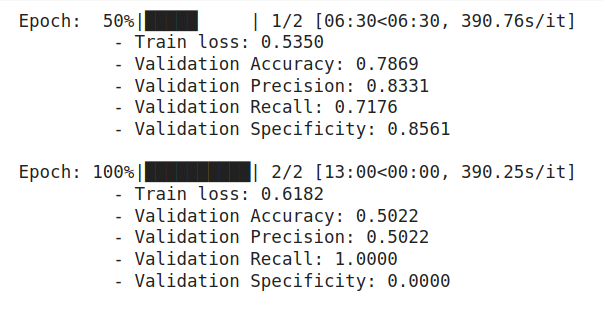 Epoch:  50%|█████     | 1/2 [06:30<06:30, 390.76s/it]
- Train loss: 0.5350
- Validation Accuracy: 0.7869
- Validation Precision: 0.8331
- Validation Recall: 0.7176
- Validation Specificity: 0.8561
Epoch: 100%|██████████| 2/2 [13:00<00:00, 390.25s/it]
- Train loss: 0.6182
- Validation Accuracy: 0.5022
- Validation Precision: 0.5022
- Validation Recall: 1.0000
- Validation Specificity: 0.0000